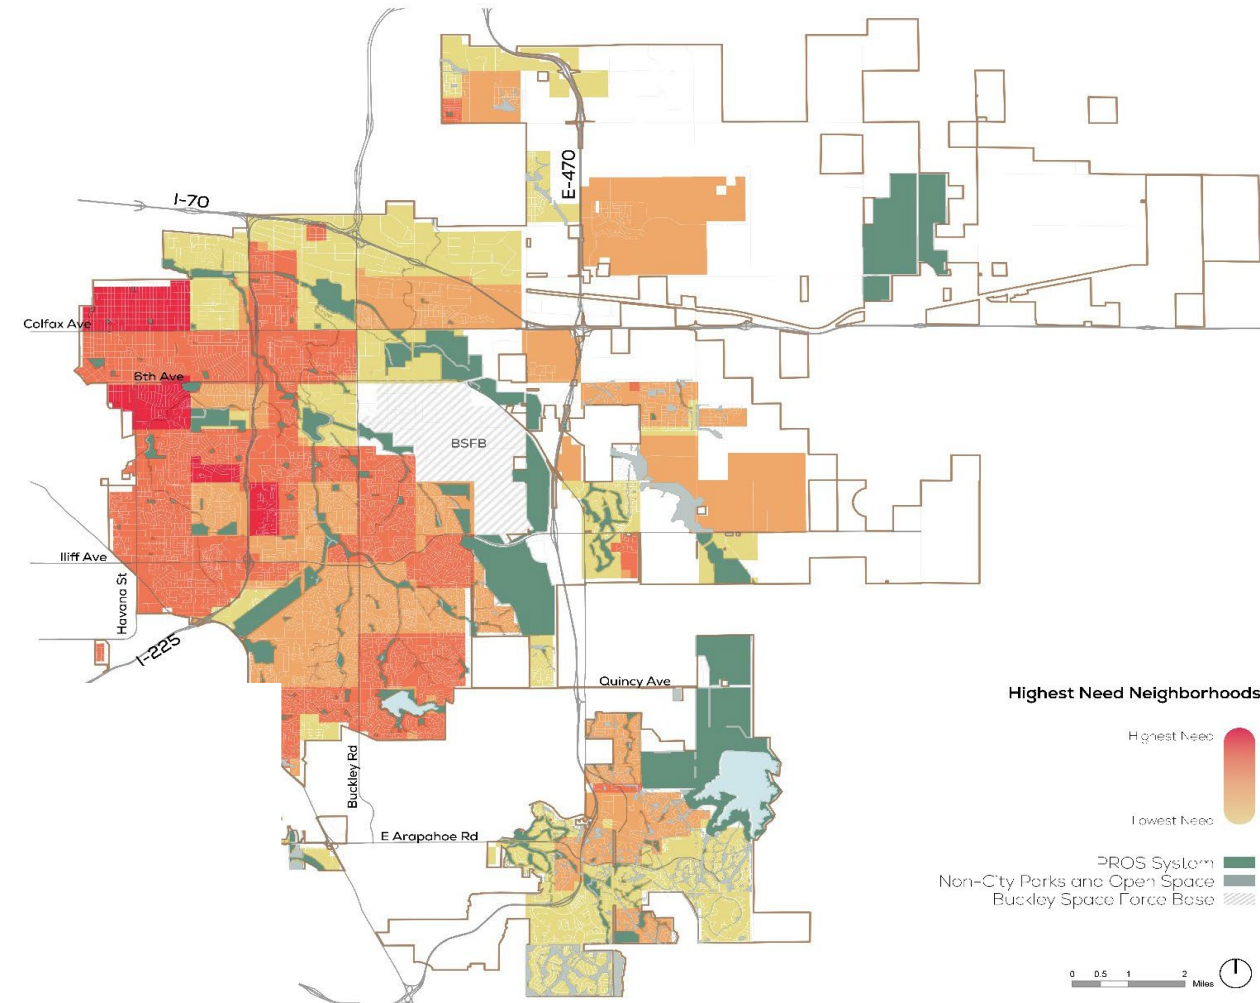 E-470
I-70
Colfax Ave
6th Ave
BSFB
Iliff Ave
Havana St
I-225
Quincy Ave
Highest Need Neighborhoods
Highest Need
Buckley Rd
Lowest Need
E Arapahoe Rd
PROS System
Non-City Parks and Open Space
Buckley Space Force Base
0 0.5 1 2
Miles